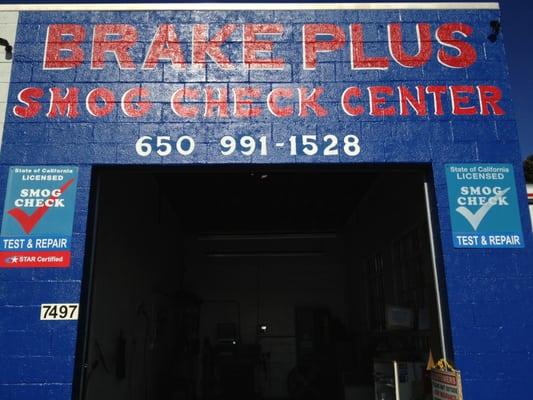 BRAKE PLUS
SMOG CHECK CENTER
650 991-1528
State of California
LICENSED
SMOG
CHECK
TEST & REPAIR
STAR Certified
State of California
LICENSED
SMOG
CHECK
TEST & REPAIR
7497